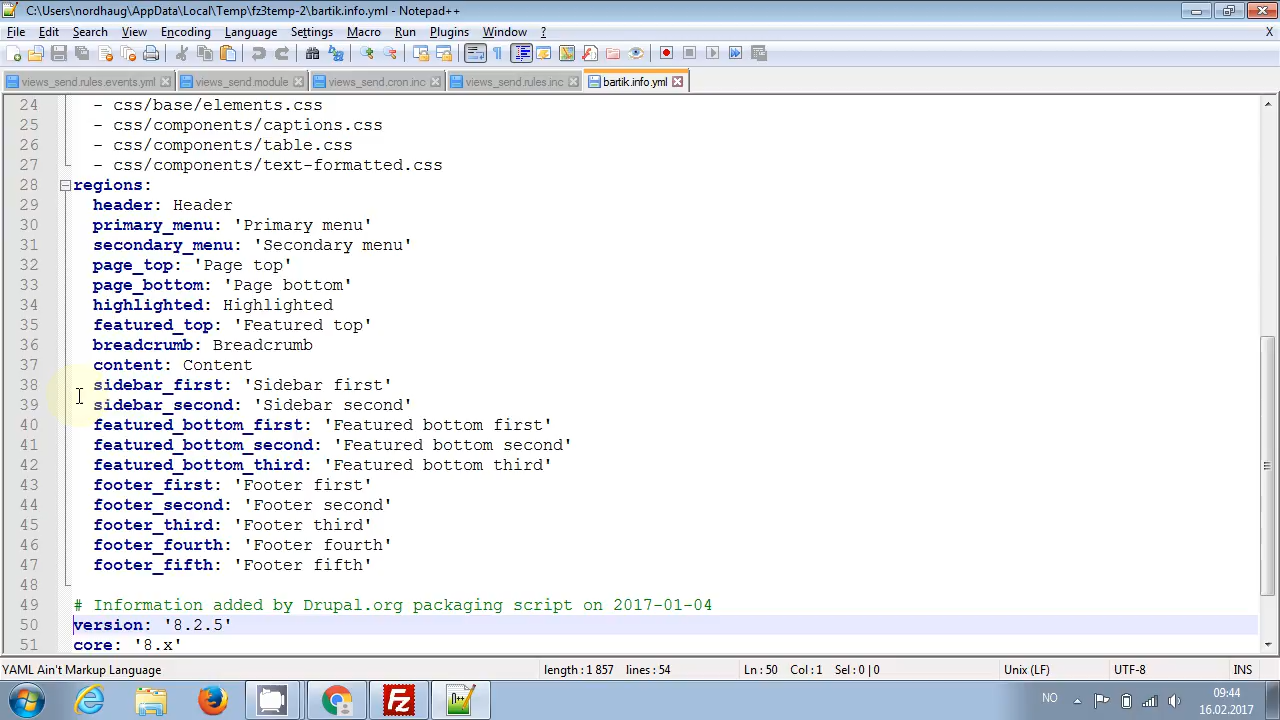 C:\Users\nordhaug\AppData\Local\Temp\fz3temp-2\bartik.info.yml - Notepad++
File Edit Search View Encoding Language Settings Macro Run Plugins Window ? X
views_send.rules.events.yml views_send.module views_send.cron.inc views_send.rules.inc bartik.info.yml
24 - css/base/elements.css
25 - css/components/captions.css
26 - css/components/table.css
27 - css/components/text-formatted.css
28 regions:
29 header: Header
30 primary_menu: 'Primary menu'
31 secondary_menu: 'Secondary menu'
32 page_top: 'Page top'
33 page_bottom: 'Page bottom'
34 highlighted: Highlighted
35 featured_top: 'Featured top'
36 breadcrumb: Breadcrumb
37 content: Content
38 sidebar_first: 'Sidebar first'
39 sidebar_second: 'Sidebar second'
40 featured_bottom_first: 'Featured bottom first'
41 featured_bottom_second: 'Featured bottom second'
42 featured_bottom_third: 'Featured bottom third'
43 footer_first: 'Footer first'
44 footer_second: 'Footer second'
45 footer_third: 'Footer third'
46 footer_fourth: 'Footer fourth'
47 footer_fifth: 'Footer fifth'
48
49 # Information added by Drupal.org packaging script on 2017-01-04
50 version: '8.2.5'
51 core: '8.x'
YAML Ain't Markup Language length : 1 857 lines : 54 Ln : 50 Col : 1 Sel : 0 | 0 Unix (LF) UTF-8 INS
NO 09:44
16.02.2017